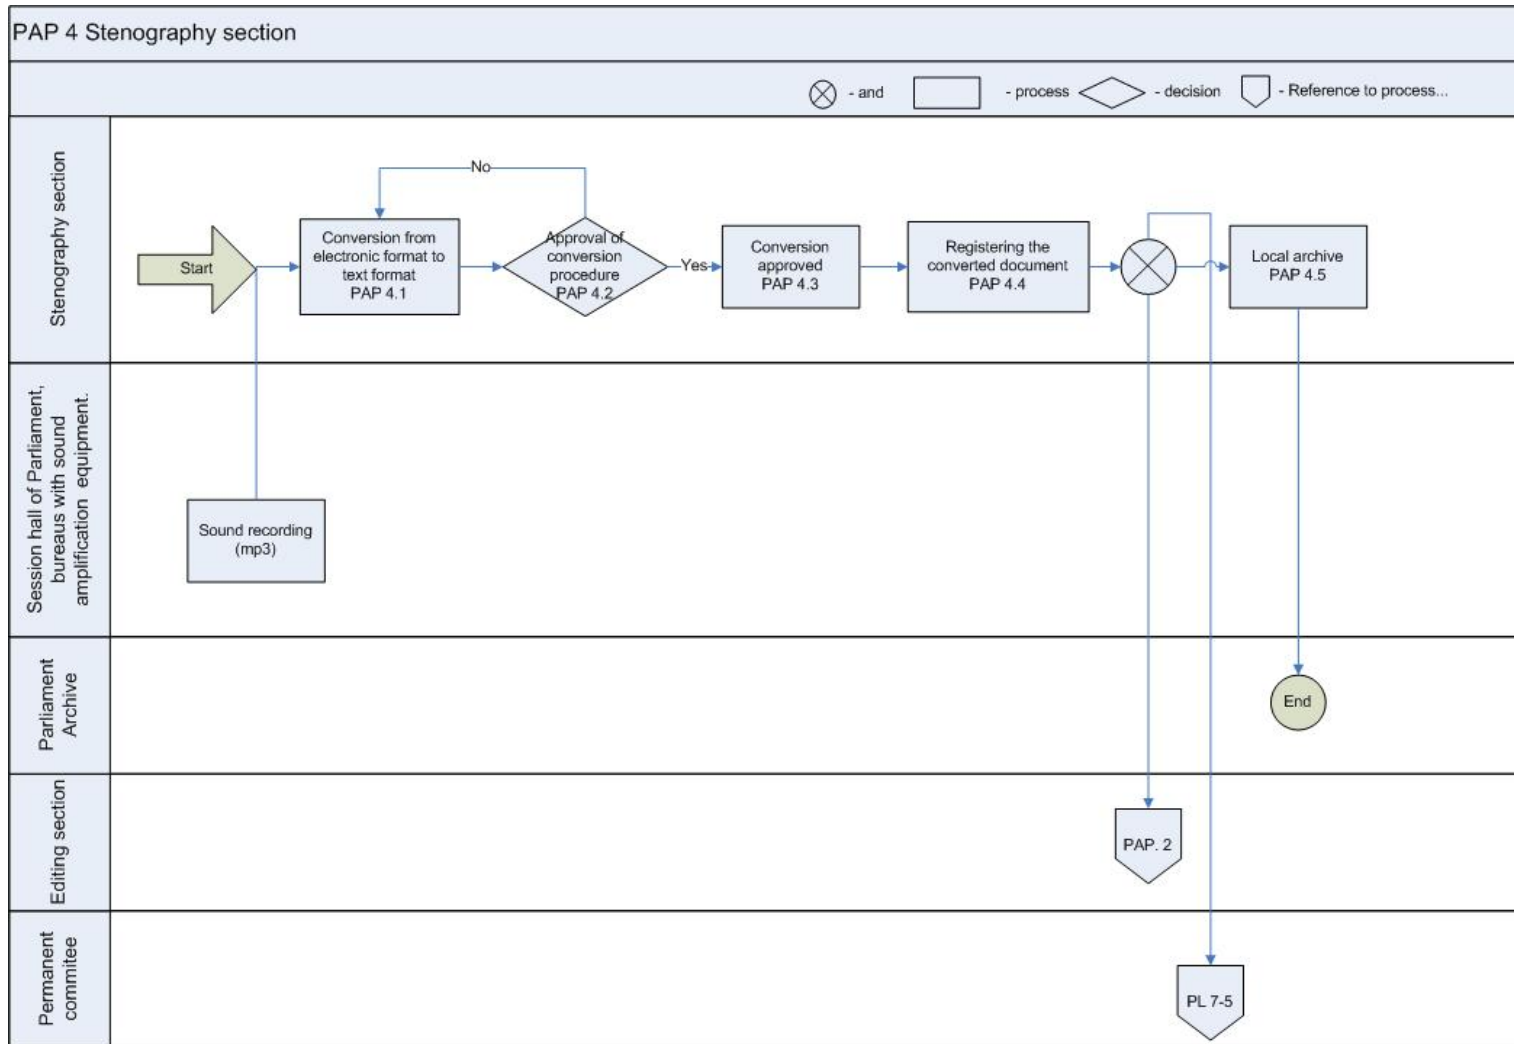 PAP 4 Stenography section
- and
- process
- decision
- Reference to process...
Stenography section
No
Start
Conversion from
electronic format to
text format
PAP 4.1
Approval of
conversion
procedure
PAP 4.2
Yes
Conversion
approved
PAP 4.3
Registering the
converted document
PAP 4.4
Local archive
PAP 4.5
Session hall of Parliament,
bureaus with sound
amplification equipment.
Sound recording
(mp3)
Parliament
Archive
End
Editing section
PAP. 2
Permanent
commitee
PL 7-5